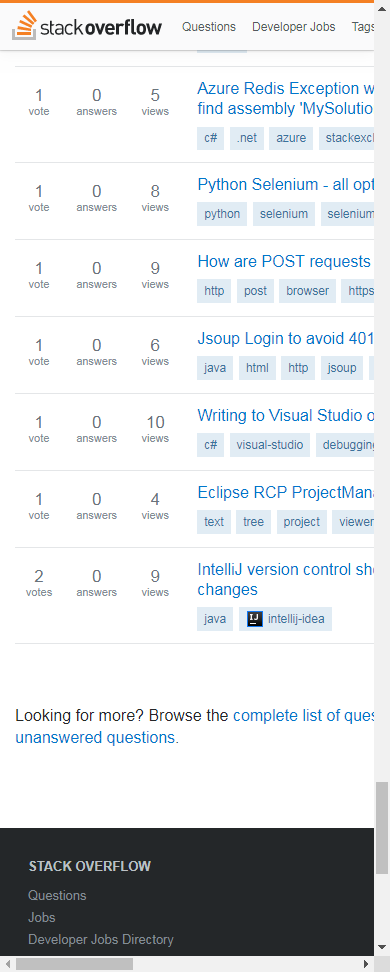 stackoverflow Questions Developer Jobs Tags
1 0 5 Azure Redis Exception
vote answers views find assembly
c# .net azure
1 0 8 Python Selenium - all
vote answers views
python selenium selenium
1 0 9 How are POST requests
vote answers views
http post browser https
1 0 6 Jsoup Login to avoid 401
vote answers views
java html http jsoup
1 0 10 Writing to Visual Studio
vote answers views
c# visual-studio debugging
1 0 4 Eclipse RCP
vote answers views
text tree project viewer
2 0 9 IntelliJ version control
votes answers views changes
java IJ intellij-idea
Looking for more? Browse the complete list of
unanswered questions.
STACK OVERFLOW
Questions
Jobs
Developer Jobs Directory